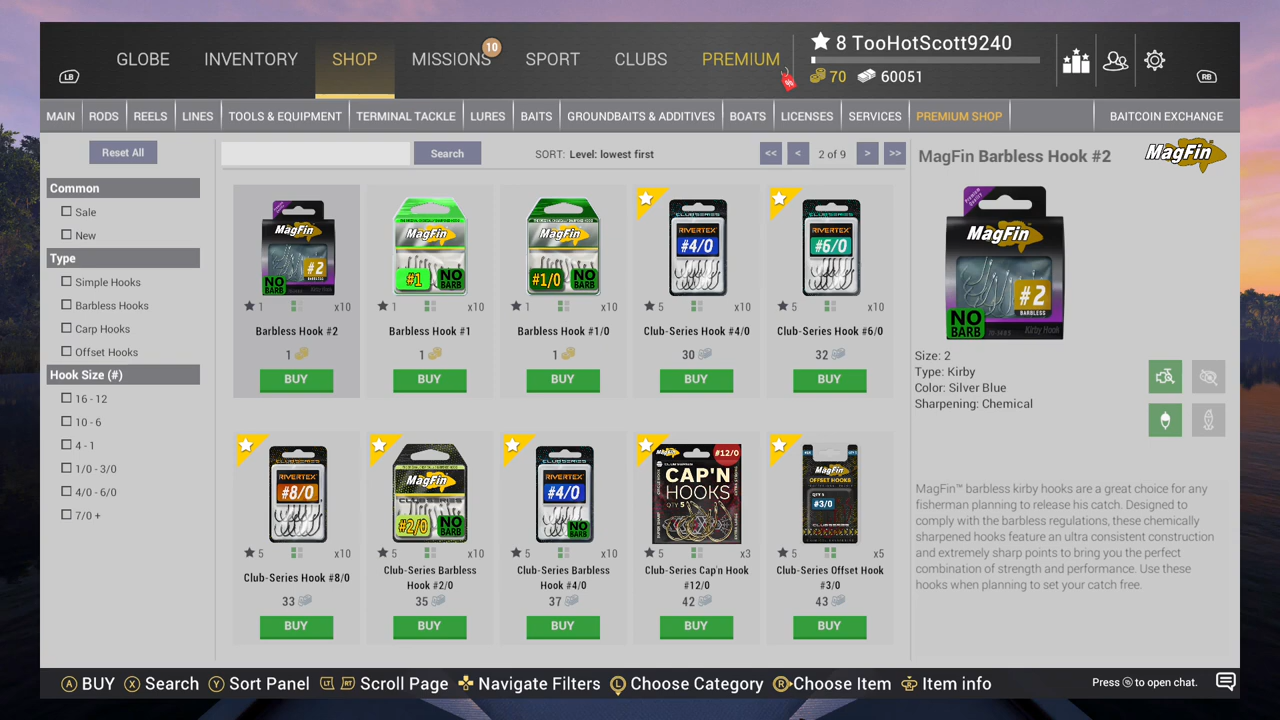 GLOBE INVENTORY SHOP MISSIONS 10 SPORT CLUBS PREMIUM
8 TooHotScott9240
70 60051
LB
RB
MAIN RODS REELS LINES TOOLS & EQUIPMENT TERMINAL TACKLE LURES BAITS GROUNDBAITS & ADDITIVES BOATS LICENSES SERVICES PREMIUM SHOP BAITCOIN EXCHANGE
Reset All
Common
Sale
New
Type
Simple Hooks
Barbless Hooks
Carp Hooks
Offset Hooks
Hook Size (#)
16 - 12
10 - 6
4 - 1
1/0 - 3/0
4/0 - 6/0
7/0 +
Search SORT: Level: lowest first << < 2 of 9 > >>
MagFin #2 BARBLESS NO BARB Kirby Hook
1 x10
Barbless Hook #2
1
BUY
MagFin #1 NO BARB
1 x10
Barbless Hook #1
1
BUY
MagFin #1/0 NO BARB
1 x10
Barbless Hook #1/0
1
BUY
CLUBSERIES RIVERTEX #4/0
5 x10
Club-Series Hook #4/0
30
BUY
CLUBSERIES RIVERTEX #6/0
5 x10
Club-Series Hook #6/0
32
BUY
CLUBSERIES RIVERTEX #8/0
5 x10
Club-Series Hook #8/0
33
BUY
MagFin #2/0 NO BARB
5 x10
Club-Series Barbless
Hook #2/0
35
BUY
CLUBSERIES RIVERTEX #4/0 NO BARB
5 x10
Club-Series Barbless
Hook #4/0
37
BUY
#12/0 CAP'N HOOKS QTY 5
5 x3
Club-Series Cap'n Hook
#12/0
42
BUY
MagFin OFFSET HOOKS QTY 5 #3/0 CLUBSERIES
5 x5
Club-Series Offset Hook
#3/0
43
BUY
MagFin Barbless Hook #2
MagFin
MagFin
#2
BARBLESS
NO BARB
Kirby Hook
Size: 2
Type: Kirby
Color: Silver Blue
Sharpening: Chemical
MagFin™ barbless kirby hooks are a great choice for any
fisherman planning to release his catch. Designed to
comply with the barbless regulations, these chemically
sharpened hooks feature an ultra consistent construction
and extremely sharp points to bring you the perfect
combination of strength and performance. Use these
hooks when planning to set your catch free.
A BUY X Search Y Sort Panel LT RT Scroll Page Navigate Filters L Choose Category R Choose Item Item info
Press to open chat.